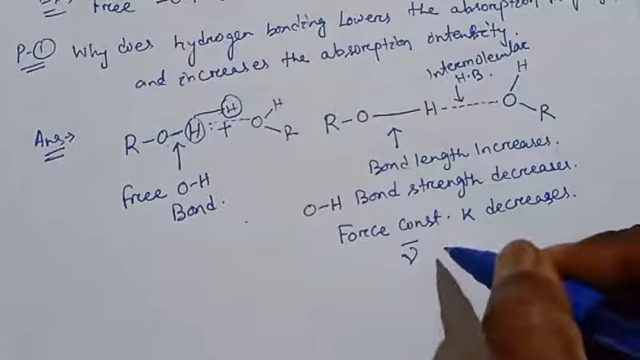 Free
P-① Why does hydrogen bonding lowers the absorption
and increases the absorption intensity.
Ans→
R-O-H + O H R
Free O-H
Bond.
Intermolecular
H.B.
R-O—H-----O H R
Bond length increases.
O-H Bond strength decreases.
Force const. K decreases.
ν̄